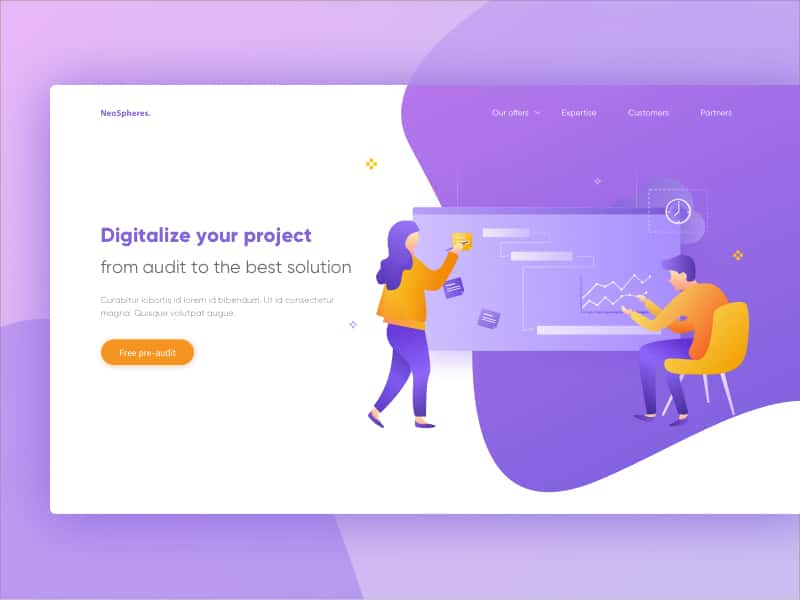 NeoSpheres.
Our offers
Expertise
Customers
Partners
Digitalize your project
from audit to the best solution
Curabitur lobortis id lorem id bibendum. Ut id consectetur
magna. Quisque volutpat augue.
Free pre-audit